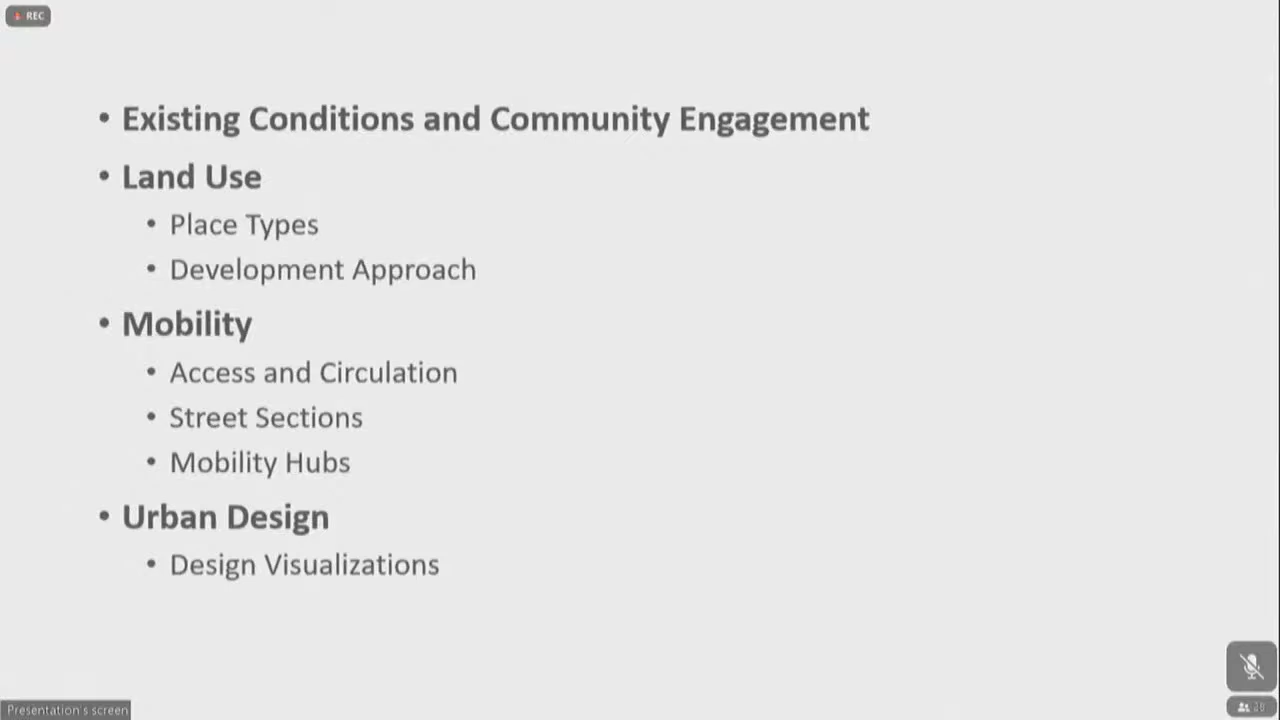 REC
• Existing Conditions and Community Engagement
• Land Use
• Place Types
• Development Approach
• Mobility
• Access and Circulation
• Street Sections
• Mobility Hubs
• Urban Design
• Design Visualizations
Presentation's screen